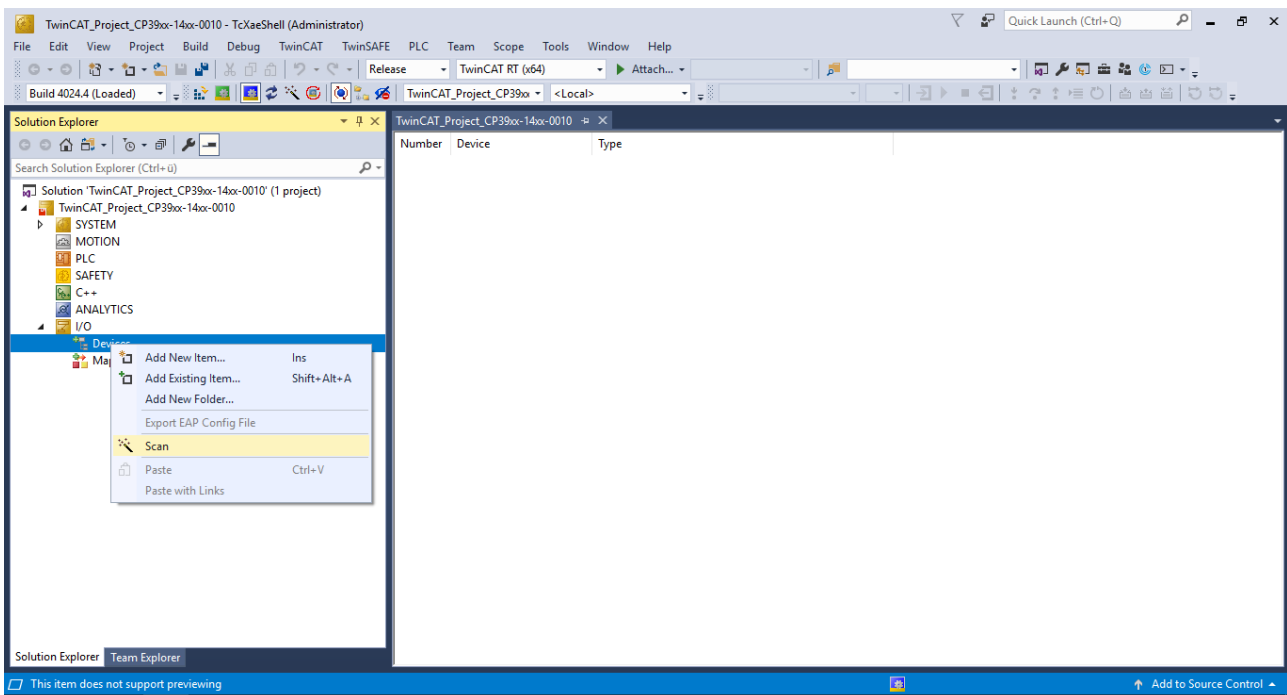 TwinCAT_Project_CP39xx-14xx-0010 - TcXaeShell (Administrator)
Quick Launch (Ctrl+Q)
File Edit View Project Build Debug TwinCAT TwinSAFE PLC Team Scope Tools Window Help
Release TwinCAT RT (x64) Attach...
Build 4024.4 (Loaded) TwinCAT_Project_CP39xx <Local>
Solution Explorer
TwinCAT_Project_CP39xx-14xx-0010
Number Device Type
Search Solution Explorer (Ctrl+ü)
Solution 'TwinCAT_Project_CP39xx-14xx-0010' (1 project)
TwinCAT_Project_CP39xx-14xx-0010
SYSTEM
MOTION
PLC
SAFETY
C++
ANALYTICS
I/O
Devices
Ma
Add New Item... Ins
Add Existing Item... Shift+Alt+A
Add New Folder...
Export EAP Config File
Scan
Paste Ctrl+V
Paste with Links
Solution Explorer Team Explorer
This item does not support previewing
Add to Source Control